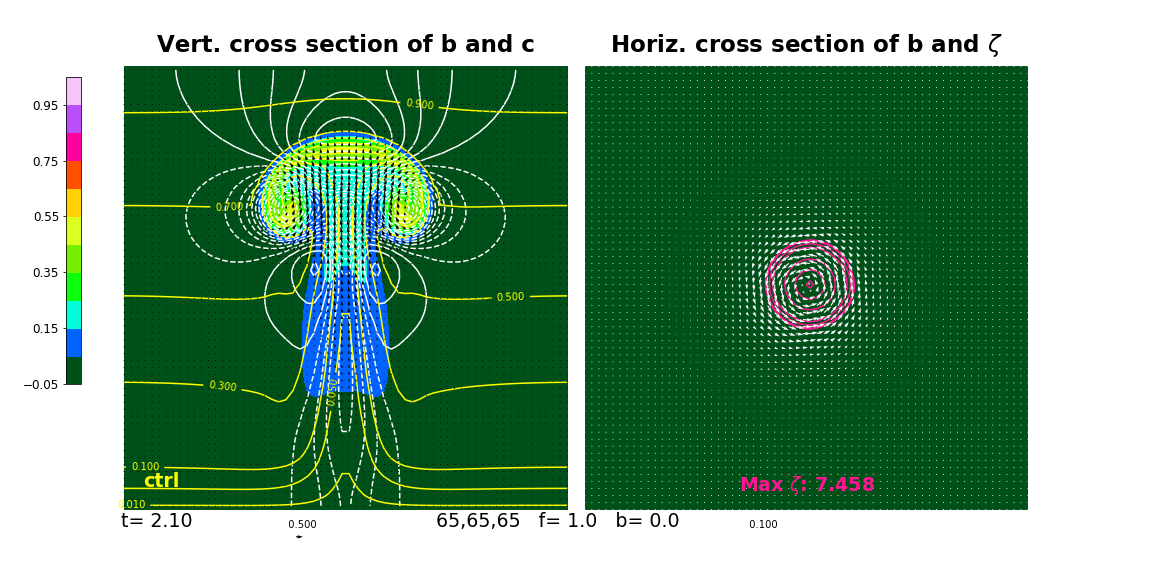 Vert. cross section of b and c
Horiz. cross section of b and ζ
0.95
0.75
0.55
0.35
0.15
−0.05
0.900
0.700
0.500
0.300
0.050
0.100
0.010
ctrl
Max ζ: 7.458
t= 2.10
0.500
65,65,65 f= 1.0 b= 0.0
0.100